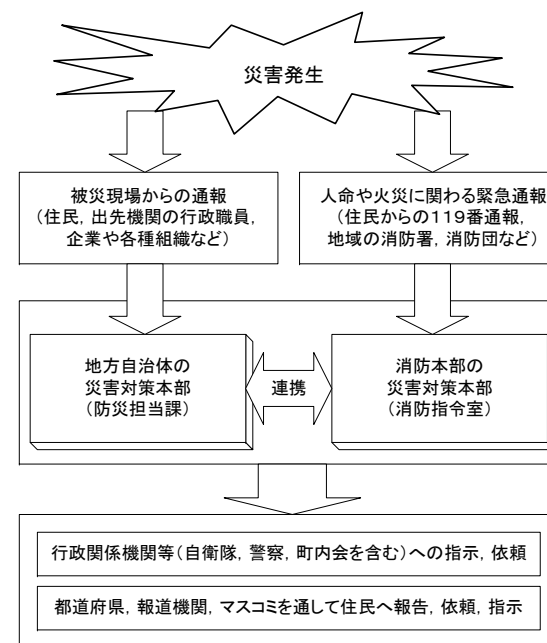 災害発生
被災現場からの通報
（住民，出先機関の行政職員，
企業や各種組織など）
人命や火災に関わる緊急通報
（住民からの１１９番通報，
地域の消防署，消防団など）
地方自治体の
災害対策本部
（防災担当課）
連携
消防本部の
災害対策本部
（消防指令室）
行政関係機関等（自衛隊，警察，町内会を含む）への指示，依頼
都道府県，報道機関，マスコミを通して住民へ報告，依頼，指示